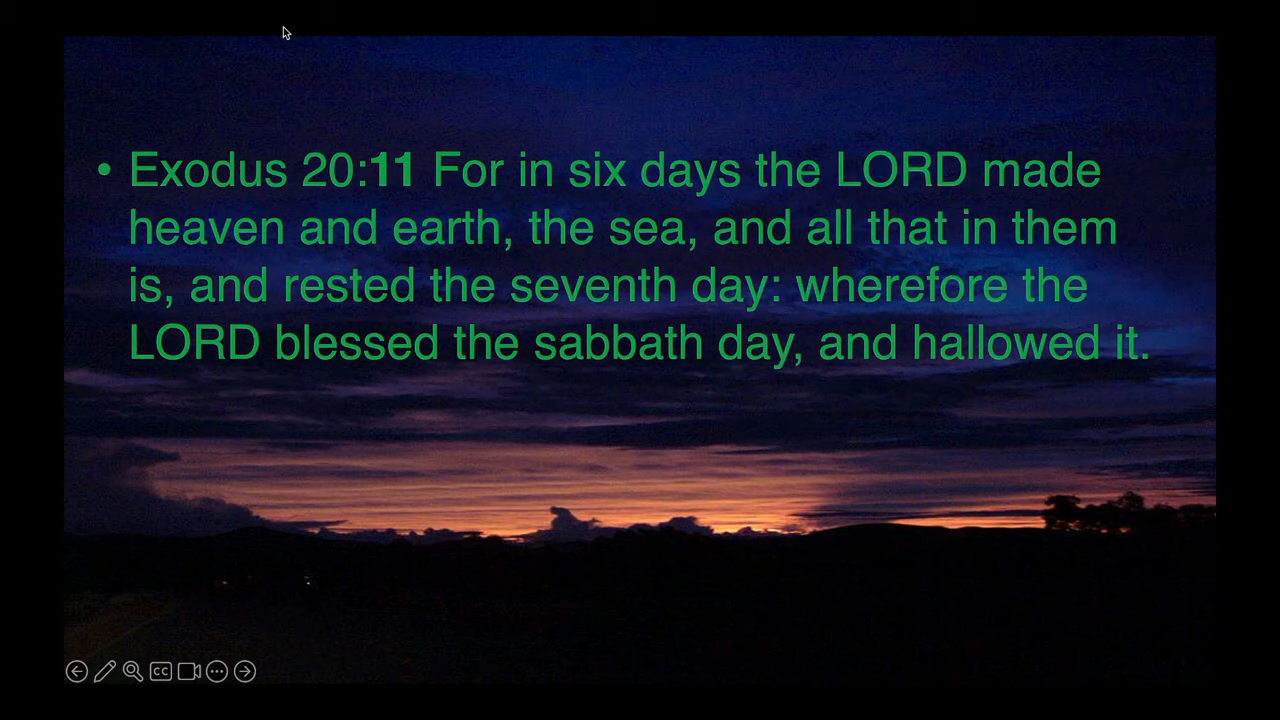 • Exodus 20:11 For in six days the LORD made
heaven and earth, the sea, and all that in them
is, and rested the seventh day: wherefore the
LORD blessed the sabbath day, and hallowed it.
CC